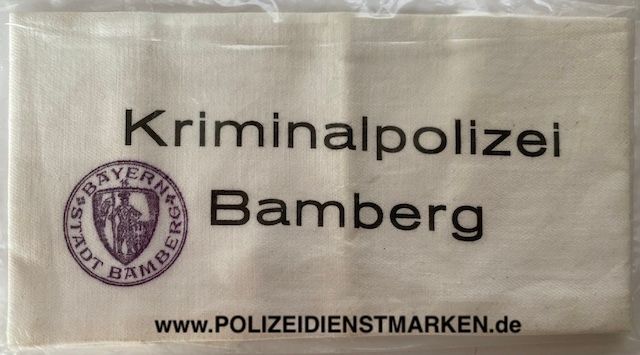 Kriminalpolizei
Bamberg
BAYERN
STADT BAMBERG
www.POLIZEIDIENSTMARKEN.de